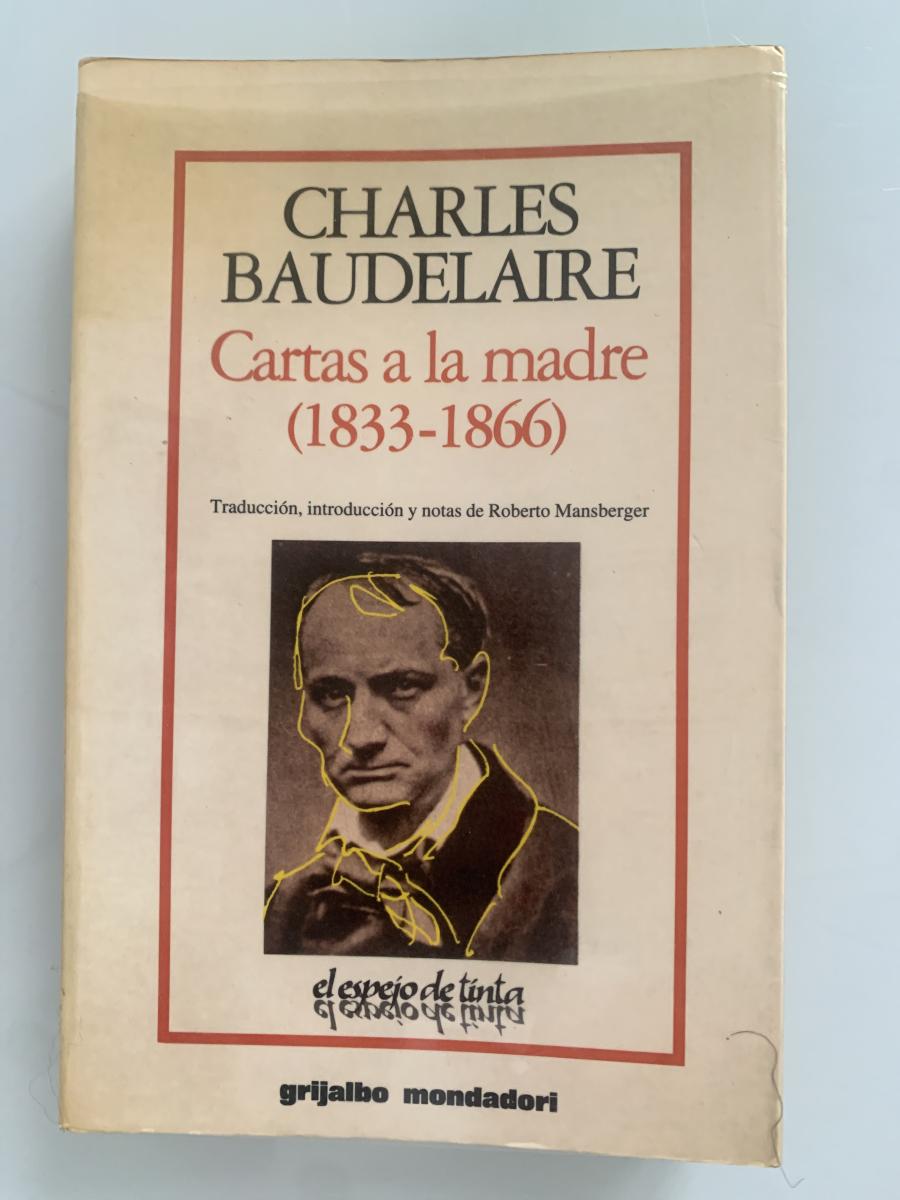 CHARLES
BAUDELAIRE
Cartas a la madre
(1833-1866)
Traducción, introducción y notas de Roberto Mansberger
el espejo de tinta
el espejo de tinta
grijalbo mondadori